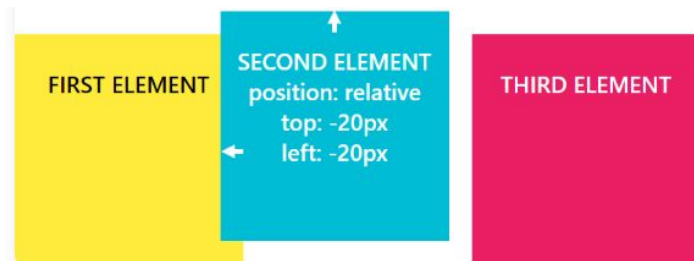 FIRST ELEMENT
SECOND ELEMENT
position: relative
top: -20px
left: -20px
THIRD ELEMENT